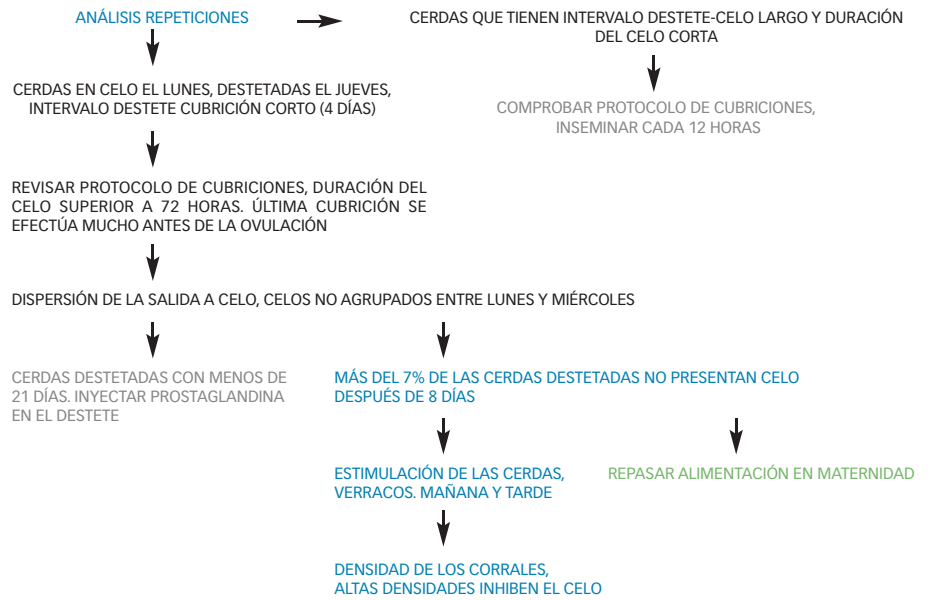 ANÁLISIS REPETICIONES
CERDAS QUE TIENEN INTERVALO DESTETE-CELO LARGO Y DURACIÓN
DEL CELO CORTA
CERDAS EN CELO EL LUNES, DESTETADAS EL JUEVES,
INTERVALO DESTETE CUBRICIÓN CORTO (4 DÍAS)
COMPROBAR PROTOCOLO DE CUBRICIONES,
INSEMINAR CADA 12 HORAS
REVISAR PROTOCOLO DE CUBRICIONES, DURACIÓN DEL
CELO SUPERIOR A 72 HORAS. ÚLTIMA CUBRICIÓN SE
EFECTÚA MUCHO ANTES DE LA OVULACIÓN
DISPERSIÓN DE LA SALIDA A CELO, CELOS NO AGRUPADOS ENTRE LUNES Y MIÉRCOLES
CERDAS DESTETADAS CON MENOS DE
21 DÍAS. INYECTAR PROSTAGLANDINA
EN EL DESTETE
MÁS DEL 7% DE LAS CERDAS DESTETADAS NO PRESENTAN CELO
DESPUÉS DE 8 DÍAS
ESTIMULACIÓN DE LAS CERDAS,
VERRACOS. MAÑANA Y TARDE
REPASAR ALIMENTACIÓN EN MATERNIDAD
DENSIDAD DE LOS CORRALES,
ALTAS DENSIDADES INHIBEN EL CELO